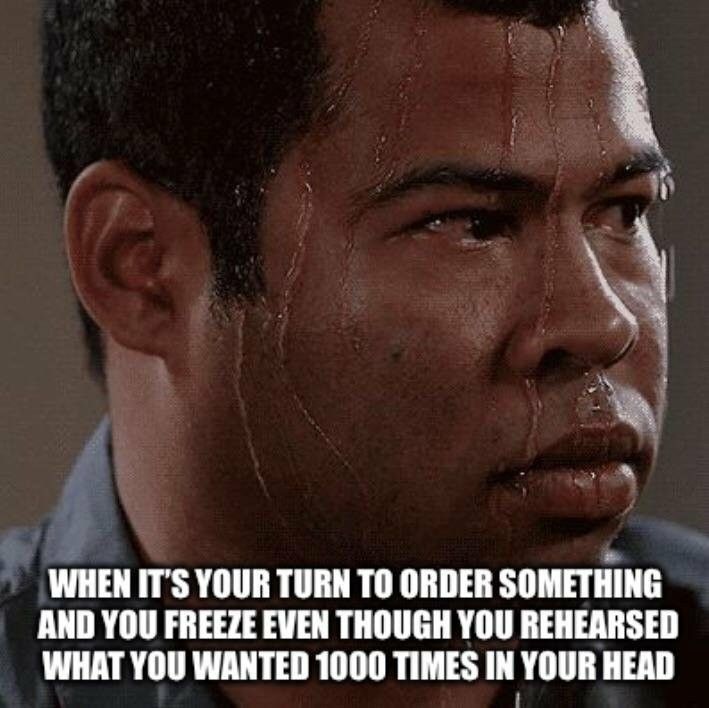 WHEN IT'S YOUR TURN TO ORDER SOMETHING
AND YOU FREEZE EVEN THOUGH YOU REHEARSED
WHAT YOU WANTED 1000 TIMES IN YOUR HEAD